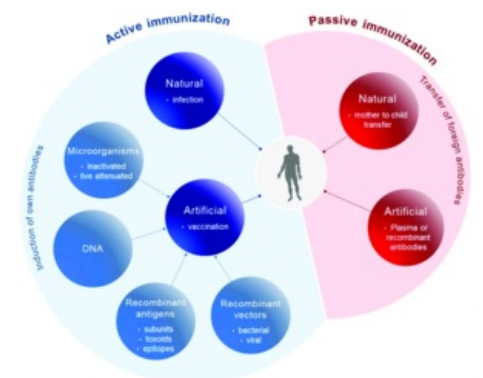 Active immunization
Passive immunization
Induction of own antibodies
Transfer of foreign antibodies
Natural
- infection
Natural
- mother to child
transfer
Microorganisms
- inactivated
- live attenuated
Artificial
- vaccination
Artificial
- Plasma or
recombinant
antibodies
DNA
Recombinant
antigens
- subunits
- toxoids
- epitopes
Recombinant
vectors
- bacterial
- viral